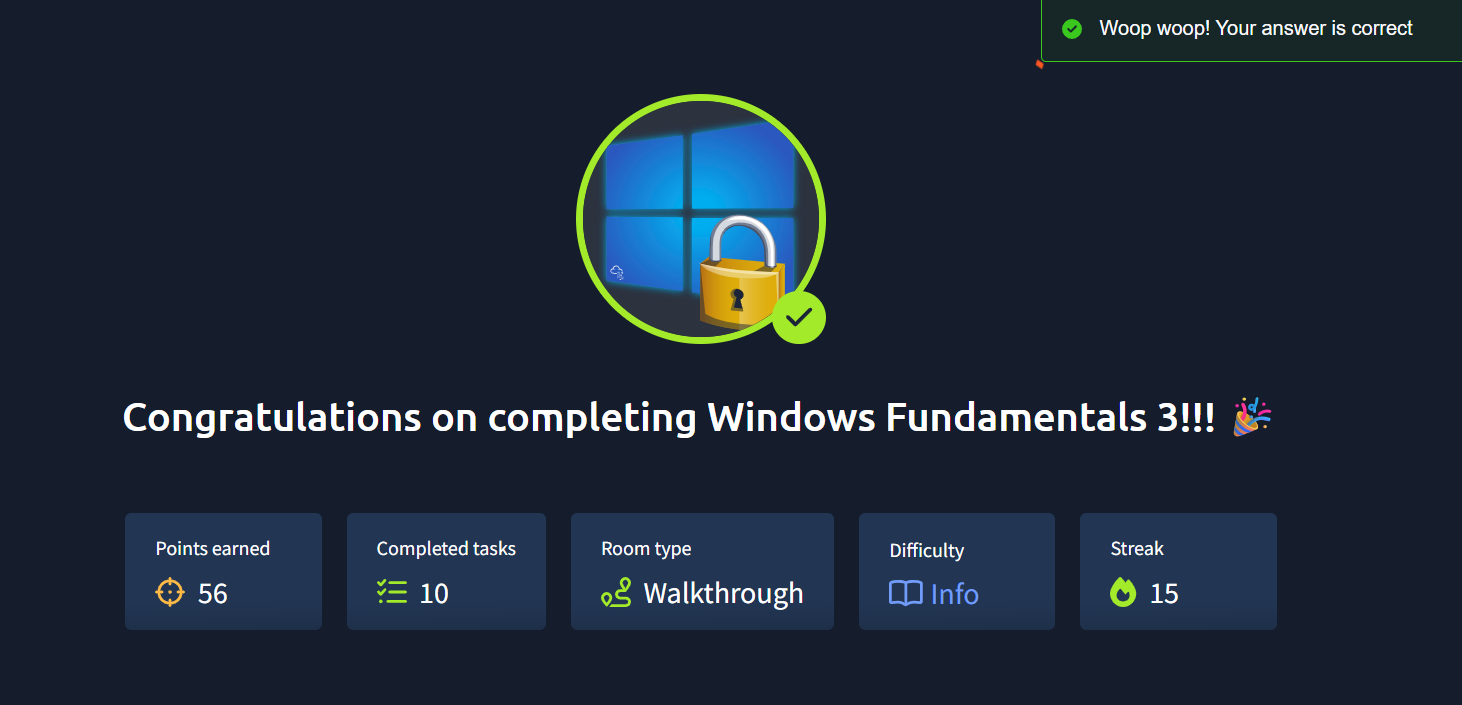 Woop woop! Your answer is correct
Congratulations on completing Windows Fundamentals 3!!! 🎉
Points earned
56
Completed tasks
10
Room type
Walkthrough
Difficulty
Info
Streak
15